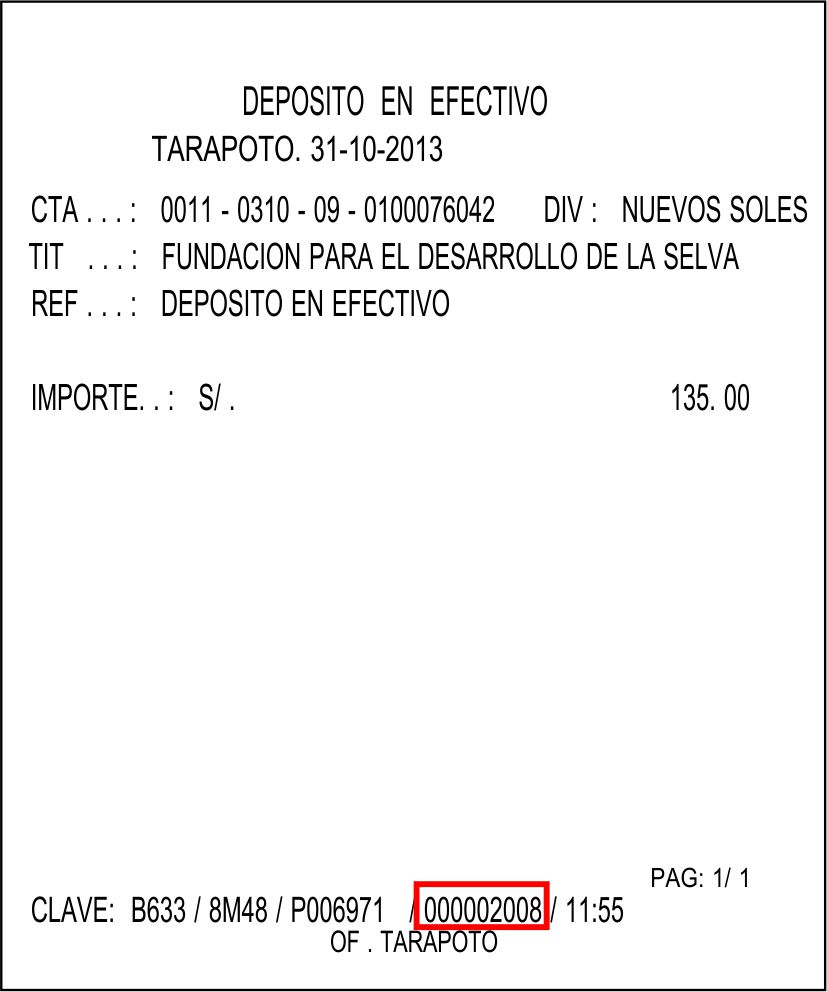 DEPOSITO EN EFECTIVO
TARAPOTO. 31-10-2013
CTA . . . : 0011 - 0310 - 09 - 0100076042 DIV : NUEVOS SOLES
TIT . . . : FUNDACION PARA EL DESARROLLO DE LA SELVA
REF . . . : DEPOSITO EN EFECTIVO
IMPORTE. . : S/ . 135. 00
PAG: 1/ 1
CLAVE: B633 / 8M48 / P006971 / 000002008 / 11:55
OF . TARAPOTO